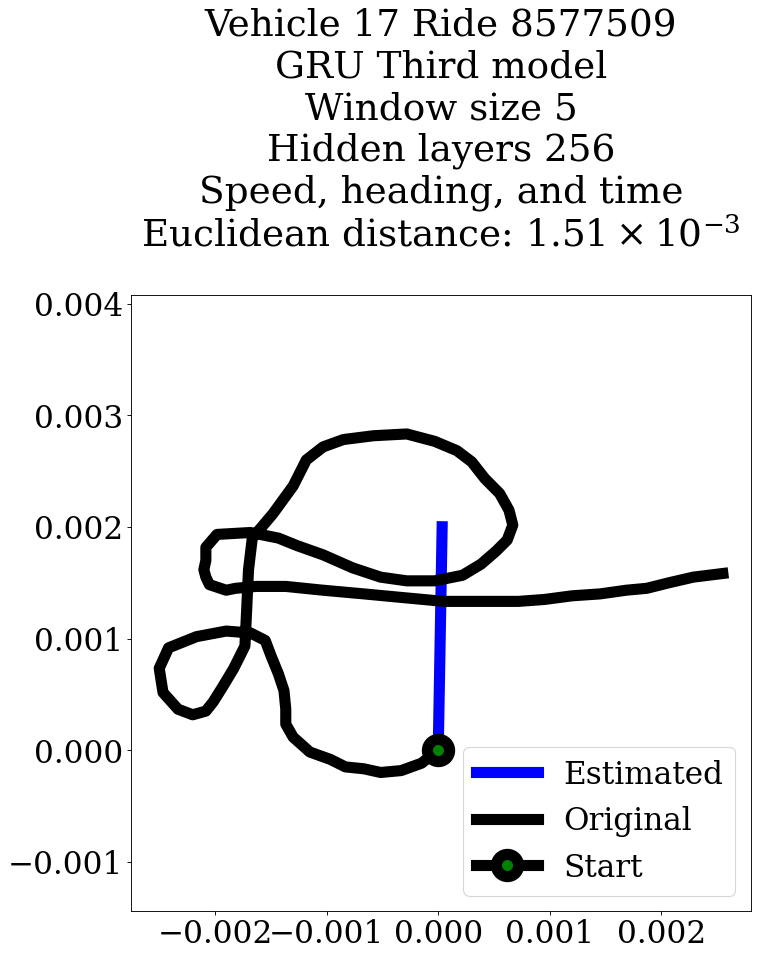 Vehicle 17 Ride 8577509
GRU Third model
Window size 5
Hidden layers 256
Speed, heading, and time
Euclidean distance: 1.51 × 10⁻³
0.004
0.003
0.002
0.001
0.000
−0.001
Estimated
Original
Start
−0.002 −0.001 0.000 0.001 0.002